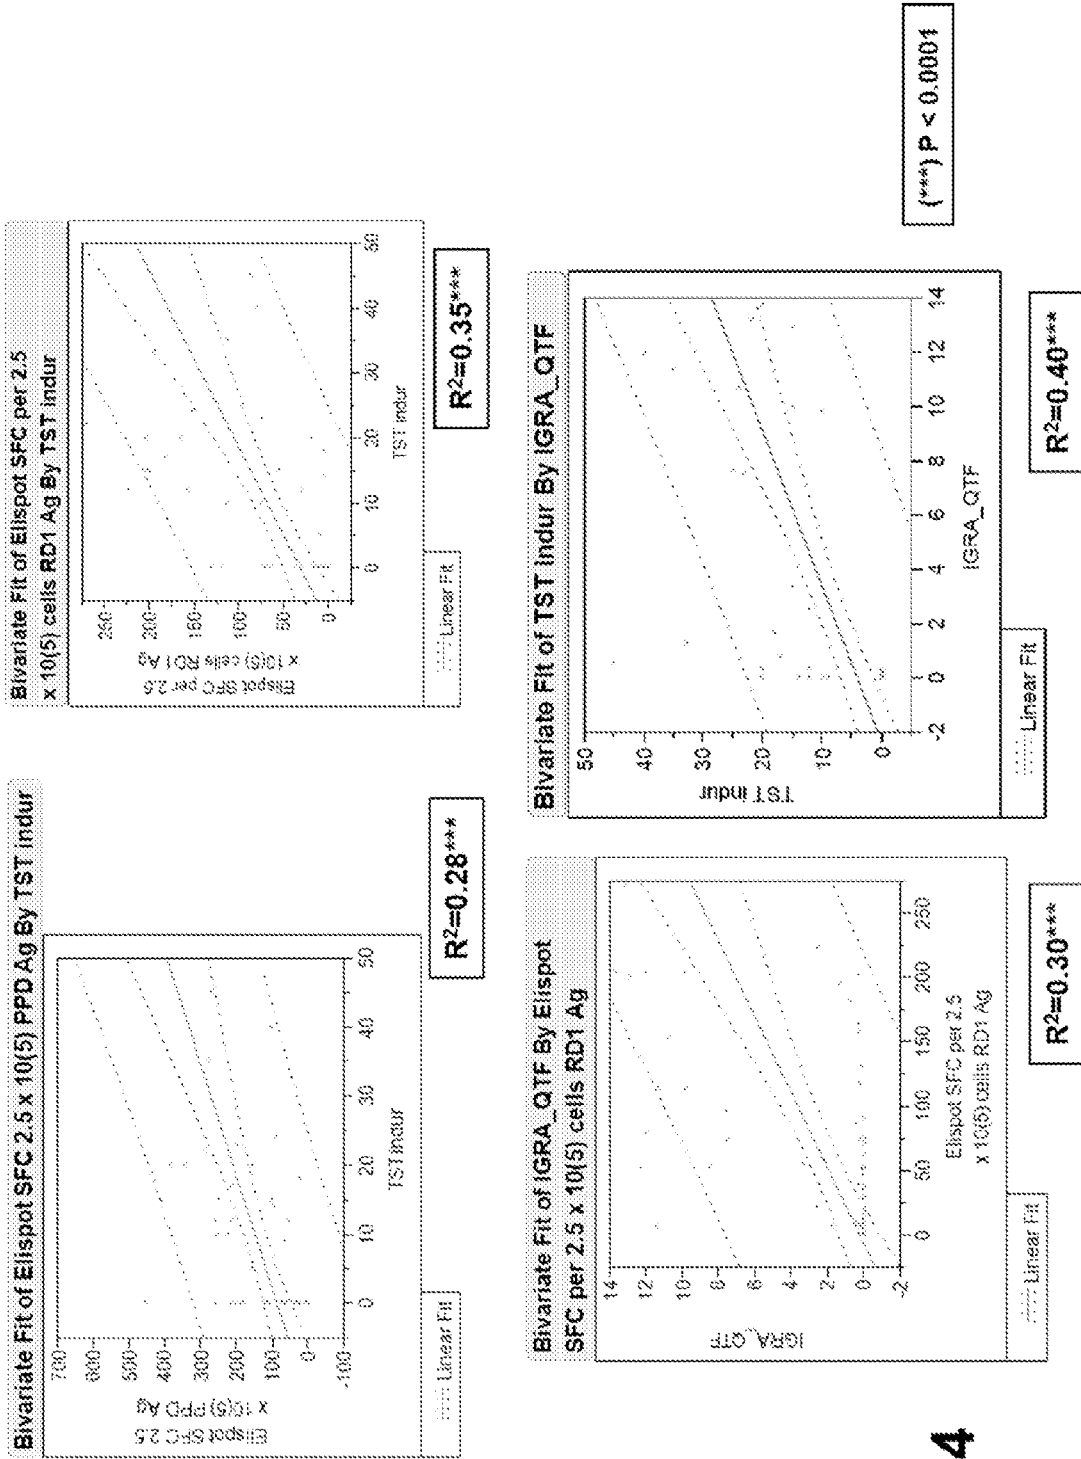 Bivariate Fit of Elispot SFC 2.5 x 10(5) PPD Ag By TST indur
Elispot SFC 2.5
x 10(5) PPD Ag
700
600
500
400
300
200
100
0
-100
0
10
20
30
40
50
TST indur
Linear Fit
R²=0.28***
Bivariate Fit of Elispot SFC per 2.5
x 10(5) cells RD1 Ag By TST indur
Elispot SFC per 2.5
x 10(5) cells RD1 Ag
250
200
150
100
50
0
0
10
20
30
40
50
TST indur
Linear Fit
R²=0.35***
Bivariate Fit of IGRA_QTF By Elispot
SFC per 2.5 x 10(5) cells RD1 Ag
IGRA_QTF
14
12
10
8
6
4
2
0
-2
0
50
100
150
200
250
Elispot SFC per 2.5
x 10(5) cells RD1 Ag
Linear Fit
R²=0.30***
Bivariate Fit of TST indur By IGRA_QTF
TST indur
50
40
30
20
10
0
-2
0
2
4
6
8
10
12
14
IGRA_QTF
Linear Fit
R²=0.40***
(***) P < 0.0001
4